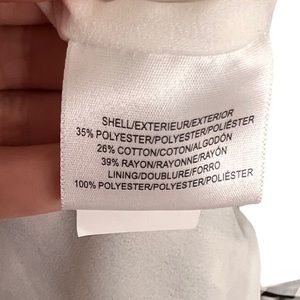 SHELL/EXTERIEUR/EXTERIOR
35% POLYESTER/POLYESTER/POLIÉSTER
26% COTTON/COTON/ALGODÓN
39% RAYON/RAYONNE/RAYÓN
LINING/DOUBLURE/FORRO
100% POLYESTER/POLYESTER/POLIÈSTER